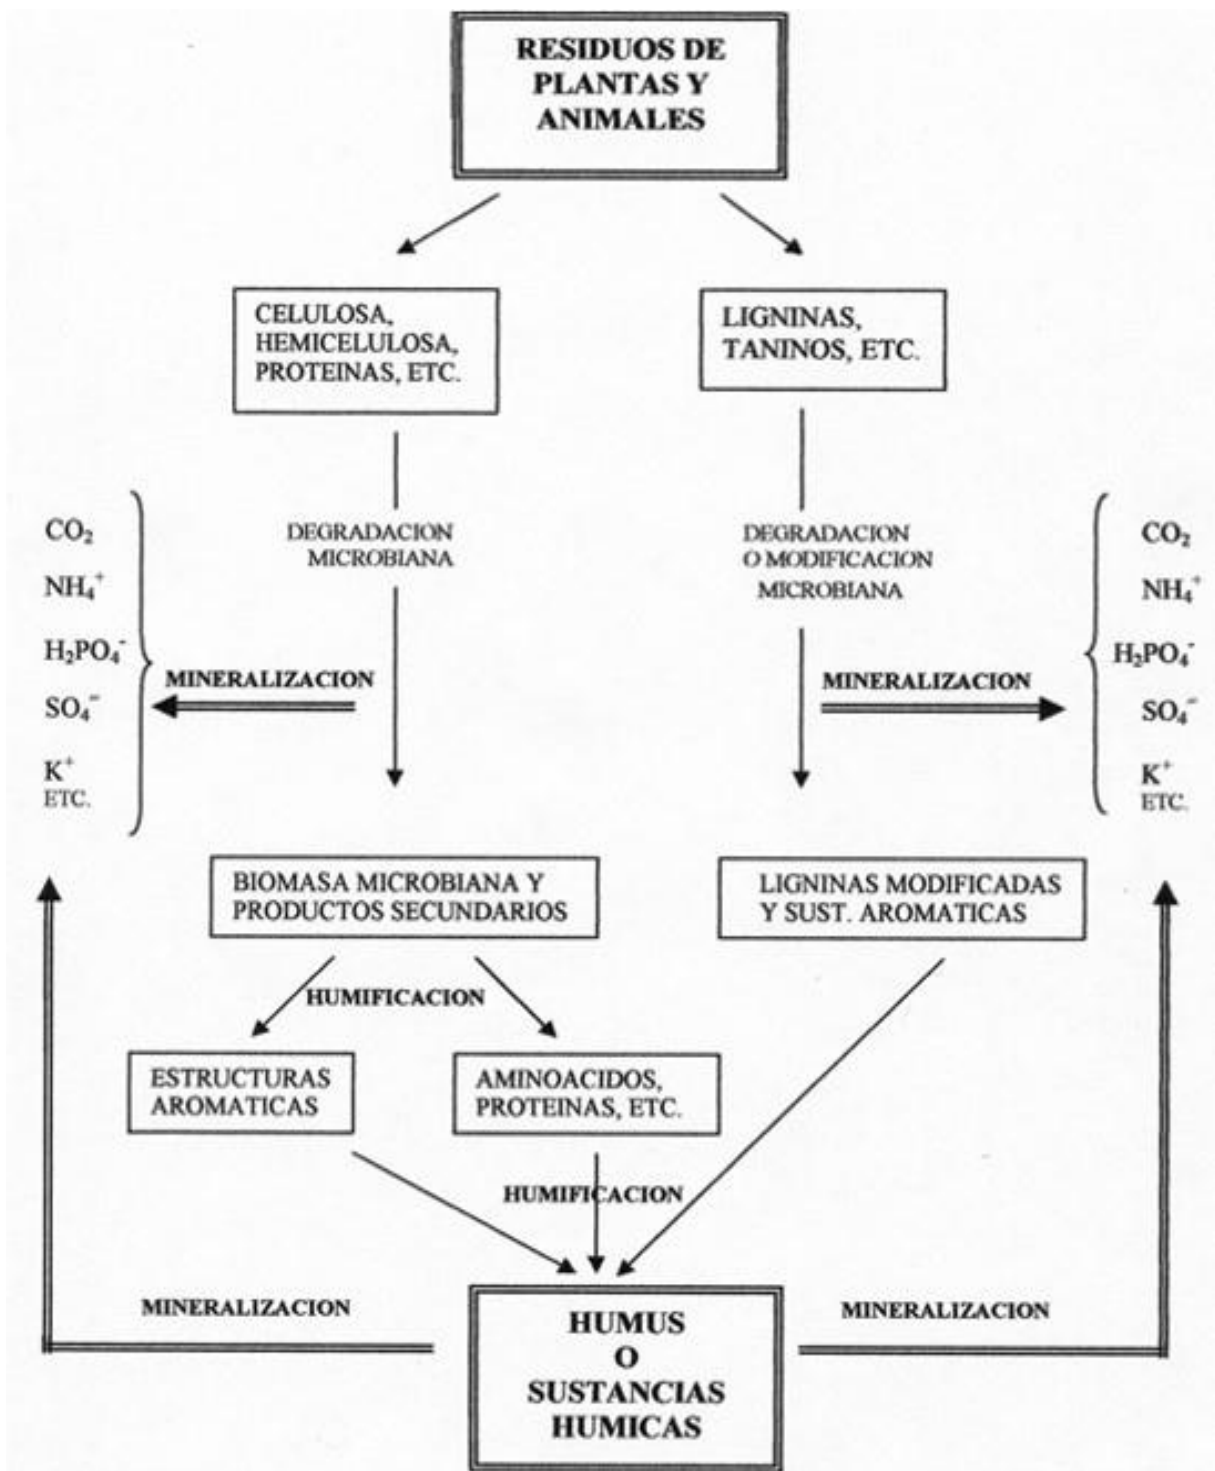 RESIDUOS DE
PLANTAS Y
ANIMALES
CELULOSA,
HEMICELULOSA,
PROTEINAS, ETC.
LIGNINAS,
TANINOS, ETC.
DEGRADACION
MICROBIANA
DEGRADACION
O MODIFICACION
MICROBIANA
CO₂
NH₄⁺
H₂PO₄⁻
SO₄⁼
K⁺
ETC.
MINERALIZACION
MINERALIZACION
CO₂
NH₄⁺
H₂PO₄⁻
SO₄⁼
K⁺
ETC.
BIOMASA MICROBIANA Y
PRODUCTOS SECUNDARIOS
LIGNINAS MODIFICADAS
Y SUST. AROMATICAS
HUMIFICACION
ESTRUCTURAS
AROMATICAS
AMINOACIDOS,
PROTEINAS, ETC.
HUMIFICACION
MINERALIZACION
MINERALIZACION
HUMUS
O
SUSTANCIAS
HUMICAS